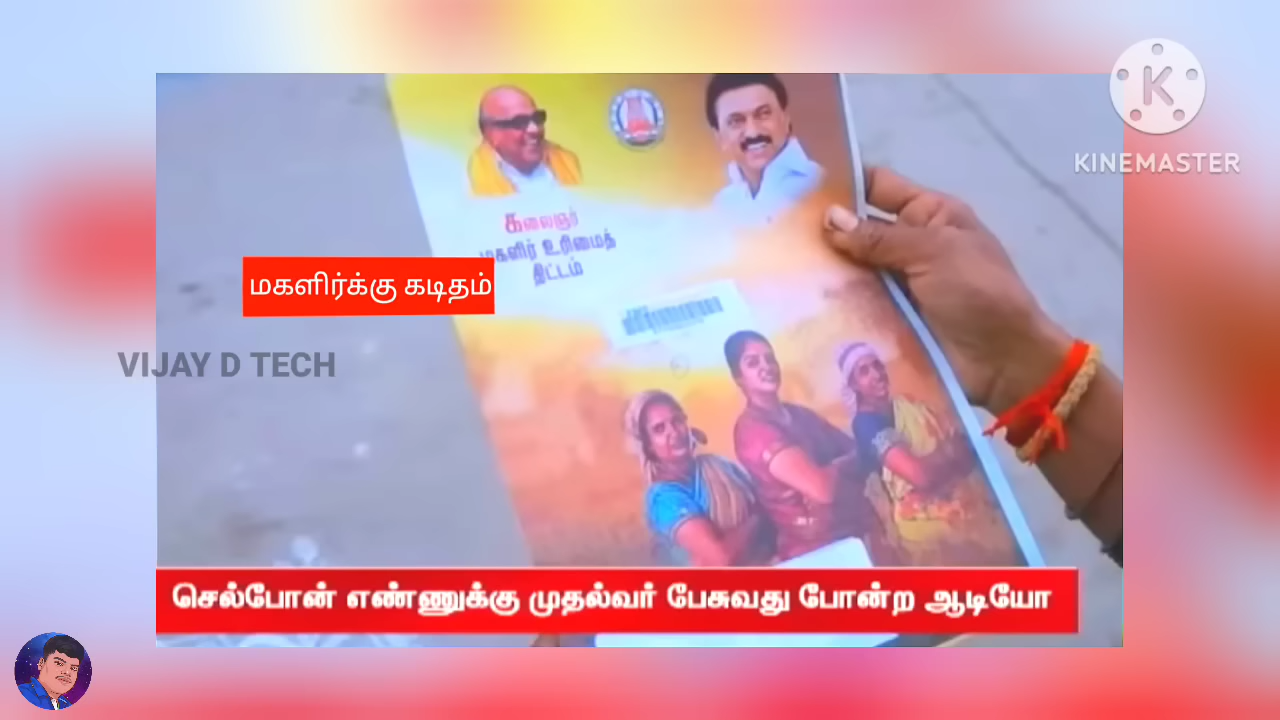 KINEMASTER
கலைஞர்
மகளிர் உரிமைத்
திட்டம்
மகளிர்க்கு கடிதம்
VIJAY D TECH
செல்போன் எண்ணுக்கு முதல்வர் பேசுவது போன்ற ஆடியோ